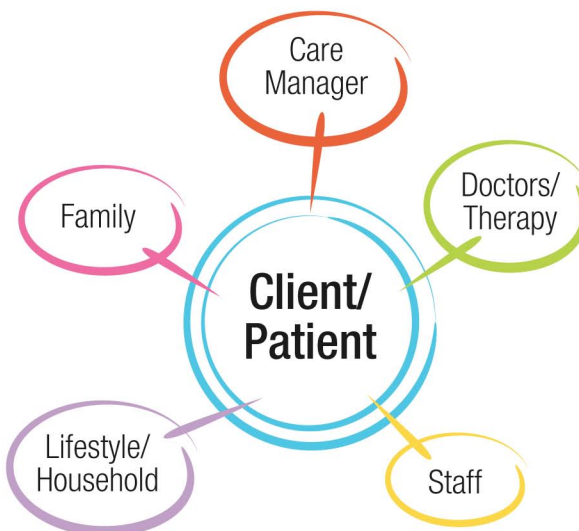 Care
Manager
Doctors/
Therapy
Family
Client/
Patient
Lifestyle/
Household
Staff